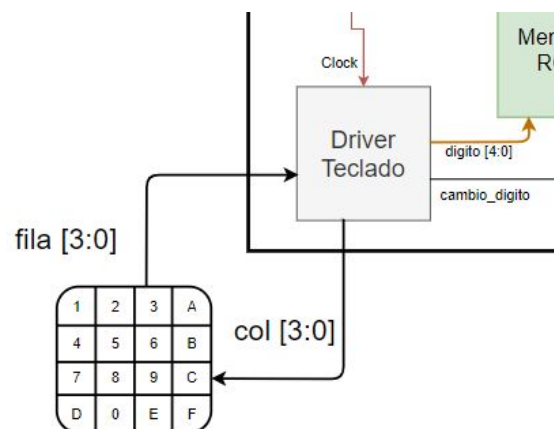 Clock
Driver
Teclado
digito [4:0]
cambio_digito
fila [3:0]
col [3:0]
1 2 3 A
4 5 6 B
7 8 9 C
D 0 E F